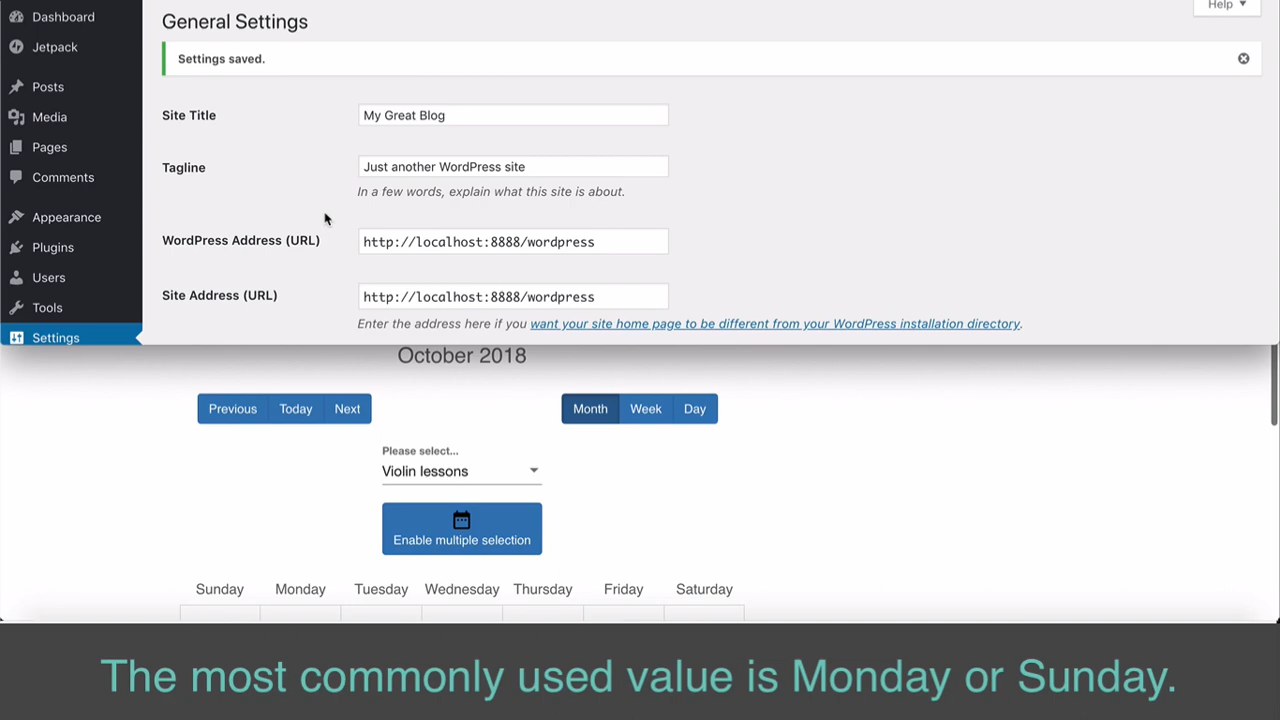 Dashboard
Jetpack
Posts
Media
Pages
Comments
Appearance
Plugins
Users
Tools
Settings
General Settings
Help
Settings saved.
Site Title
My Great Blog
Tagline
Just another WordPress site
In a few words, explain what this site is about.
WordPress Address (URL)
http://localhost:8888/wordpress
Site Address (URL)
http://localhost:8888/wordpress
Enter the address here if you want your site home page to be different from your WordPress installation directory.
October 2018
Previous Today Next
Month Week Day
Please select...
Violin lessons
Enable multiple selection
Sunday Monday Tuesday Wednesday Thursday Friday Saturday
The most commonly used value is Monday or Sunday.